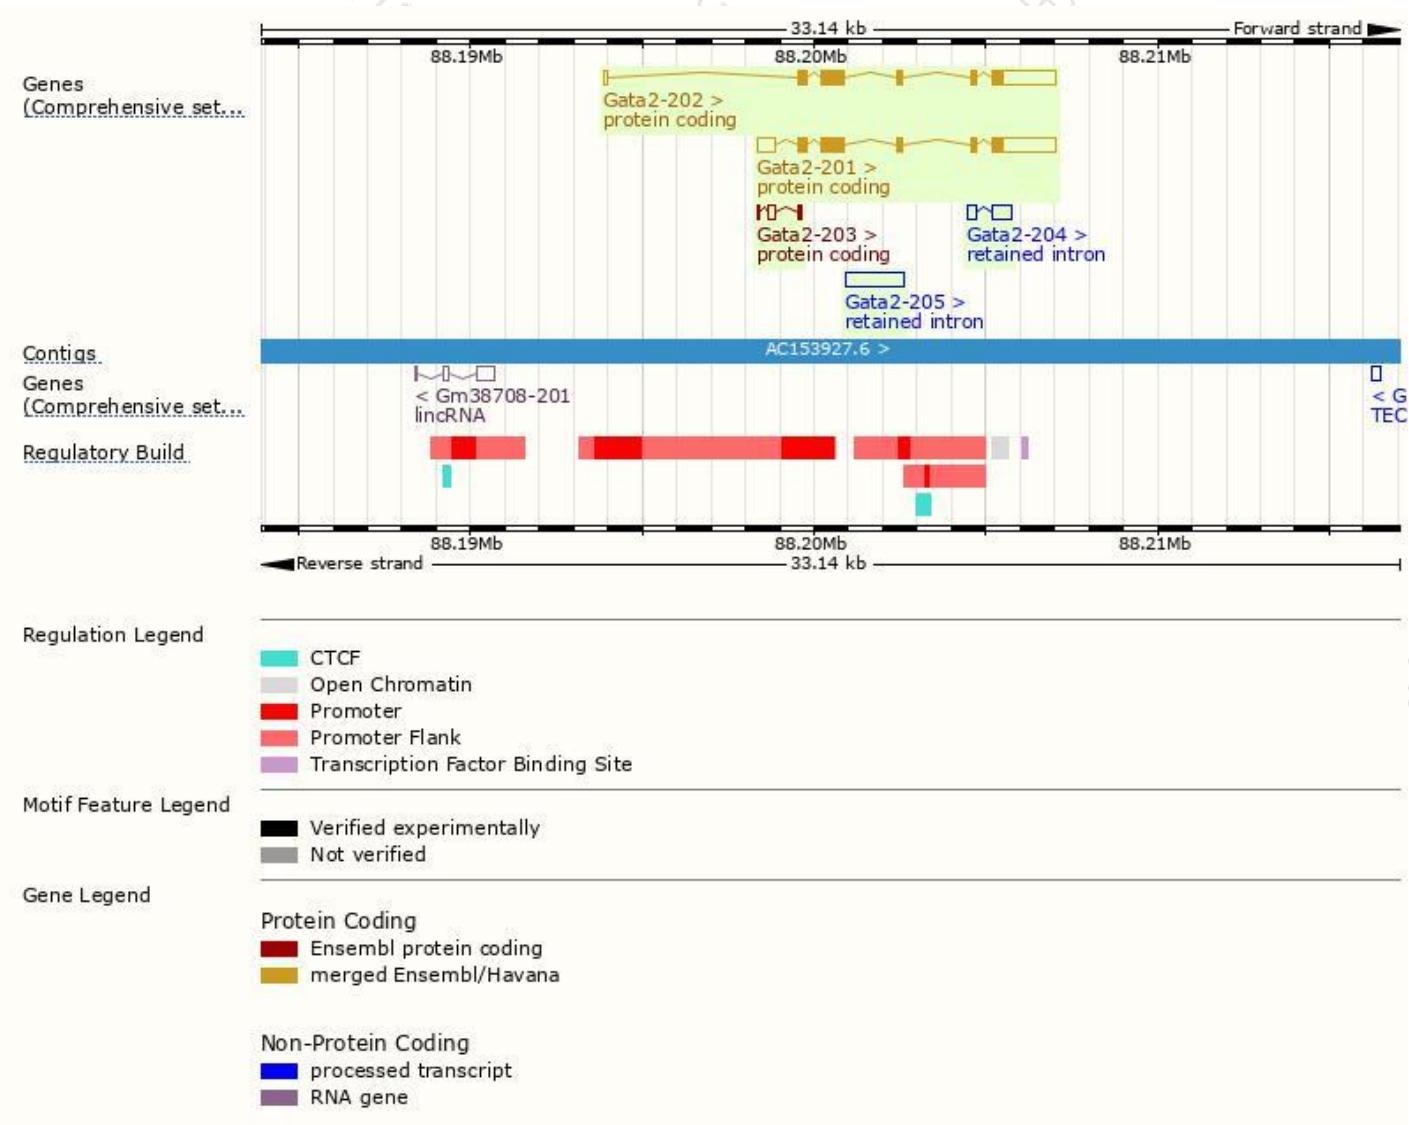 33.14 kb
Forward strand
88.19Mb 88.20Mb 88.21Mb
Genes
(Comprehensive set...
Gata2-202 >
protein coding
Gata2-201 >
protein coding
Gata2-203 >
protein coding
Gata2-204 >
retained intron
Gata2-205 >
retained intron
Contigs
AC153927.6 >
Genes
(Comprehensive set...
< Gm38708-201
lincRNA
< G
TEC
Regulatory Build
88.19Mb 88.20Mb 88.21Mb
Reverse strand
33.14 kb
Regulation Legend
CTCF
Open Chromatin
Promoter
Promoter Flank
Transcription Factor Binding Site
Motif Feature Legend
Verified experimentally
Not verified
Gene Legend
Protein Coding
Ensembl protein coding
merged Ensembl/Havana
Non-Protein Coding
processed transcript
RNA gene